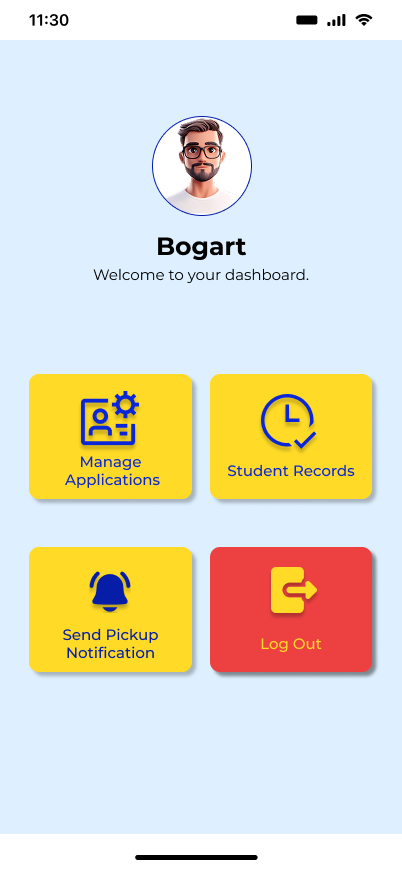 11:30
Bogart
Welcome to your dashboard.
Manage
Applications
Student Records
Send Pickup
Notification
Log Out